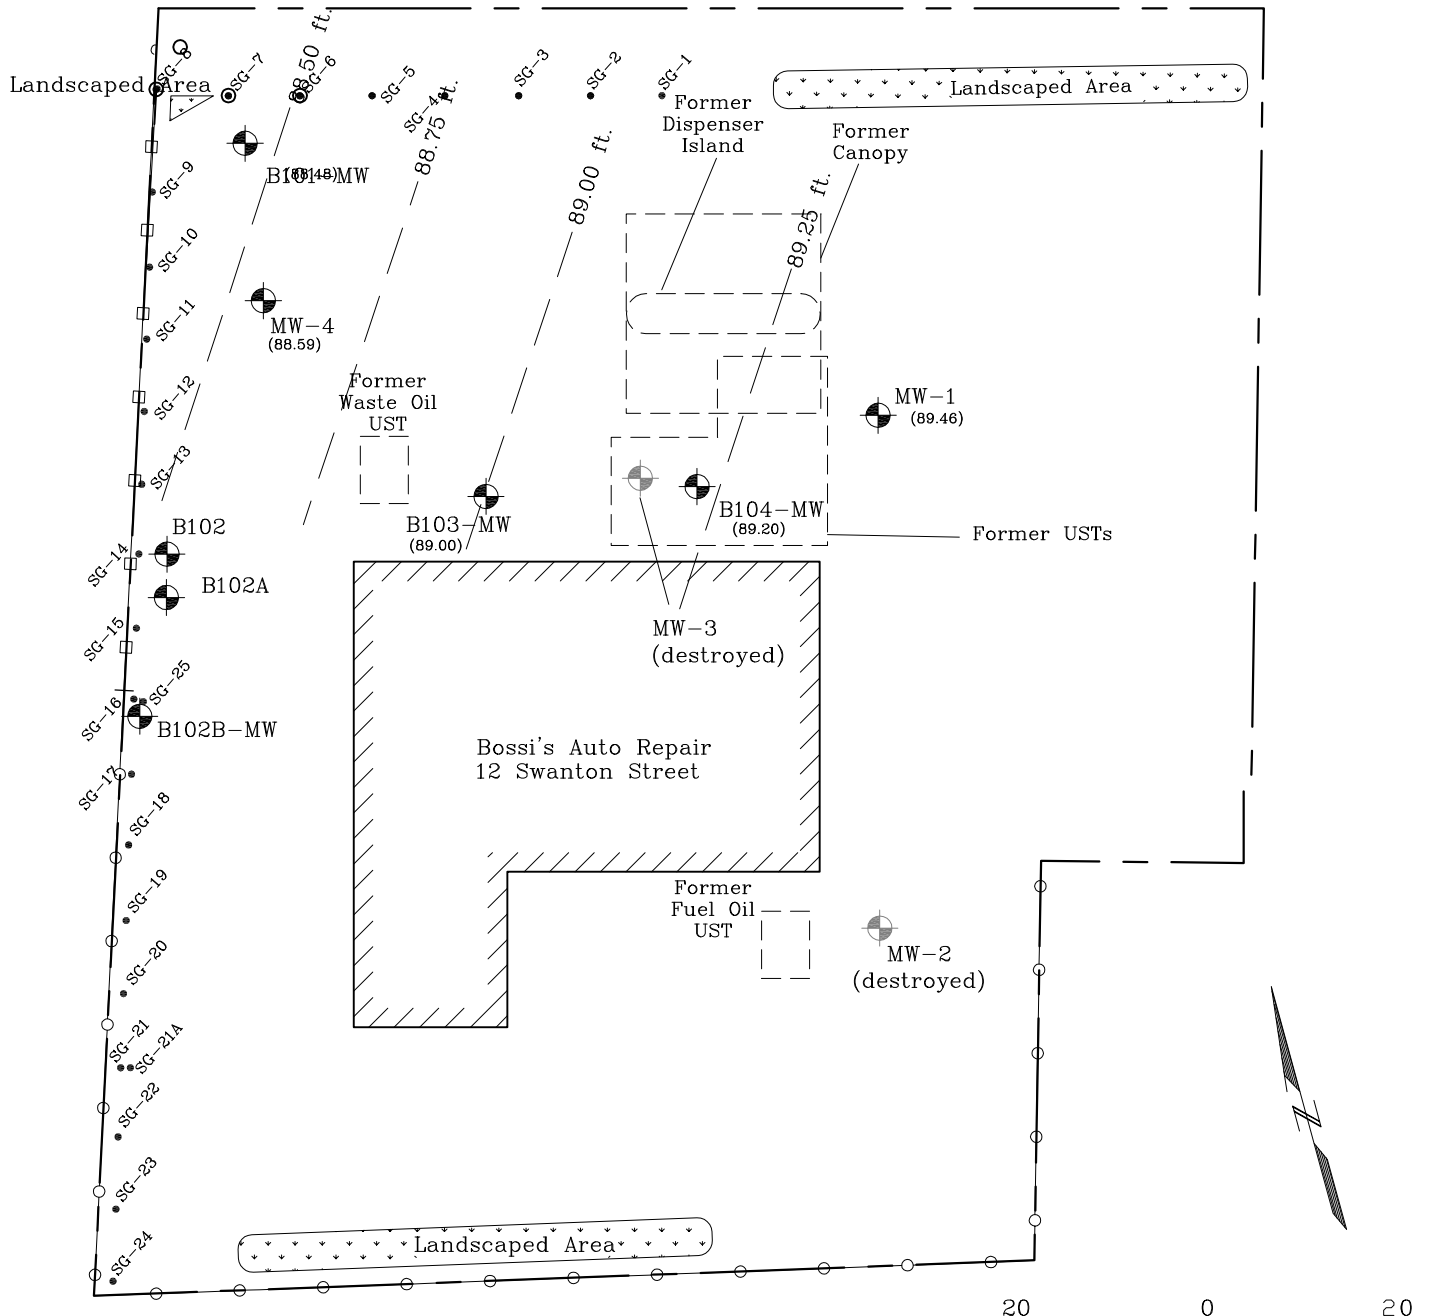 88.50 ft.
SG-8
SG-7
SG-6
SG-5
SG-4
SG-3
SG-2
SG-1
Landscaped Area
Landscaped Area
88.75 ft.
Former
Dispenser
Island
Former
Canopy
89.00 ft.
89.25 ft.
B101-MW
(88.48)
SG-9
SG-10
SG-11
MW-4
(88.59)
SG-12
Former
Waste Oil
UST
MW-1
(89.46)
SG-13
B102
B103-MW
(89.00)
B104-MW
(89.20)
Former USTs
SG-14
B102A
SG-15
MW-3
(destroyed)
SG-25
SG-16
B102B-MW
Bossi's Auto Repair
12 Swanton Street
SG-17
SG-18
SG-19
Former
Fuel Oil
UST
MW-2
(destroyed)
SG-20
SG-21
SG-21A
SG-22
SG-23
SG-24
Landscaped Area
N
20 0 20